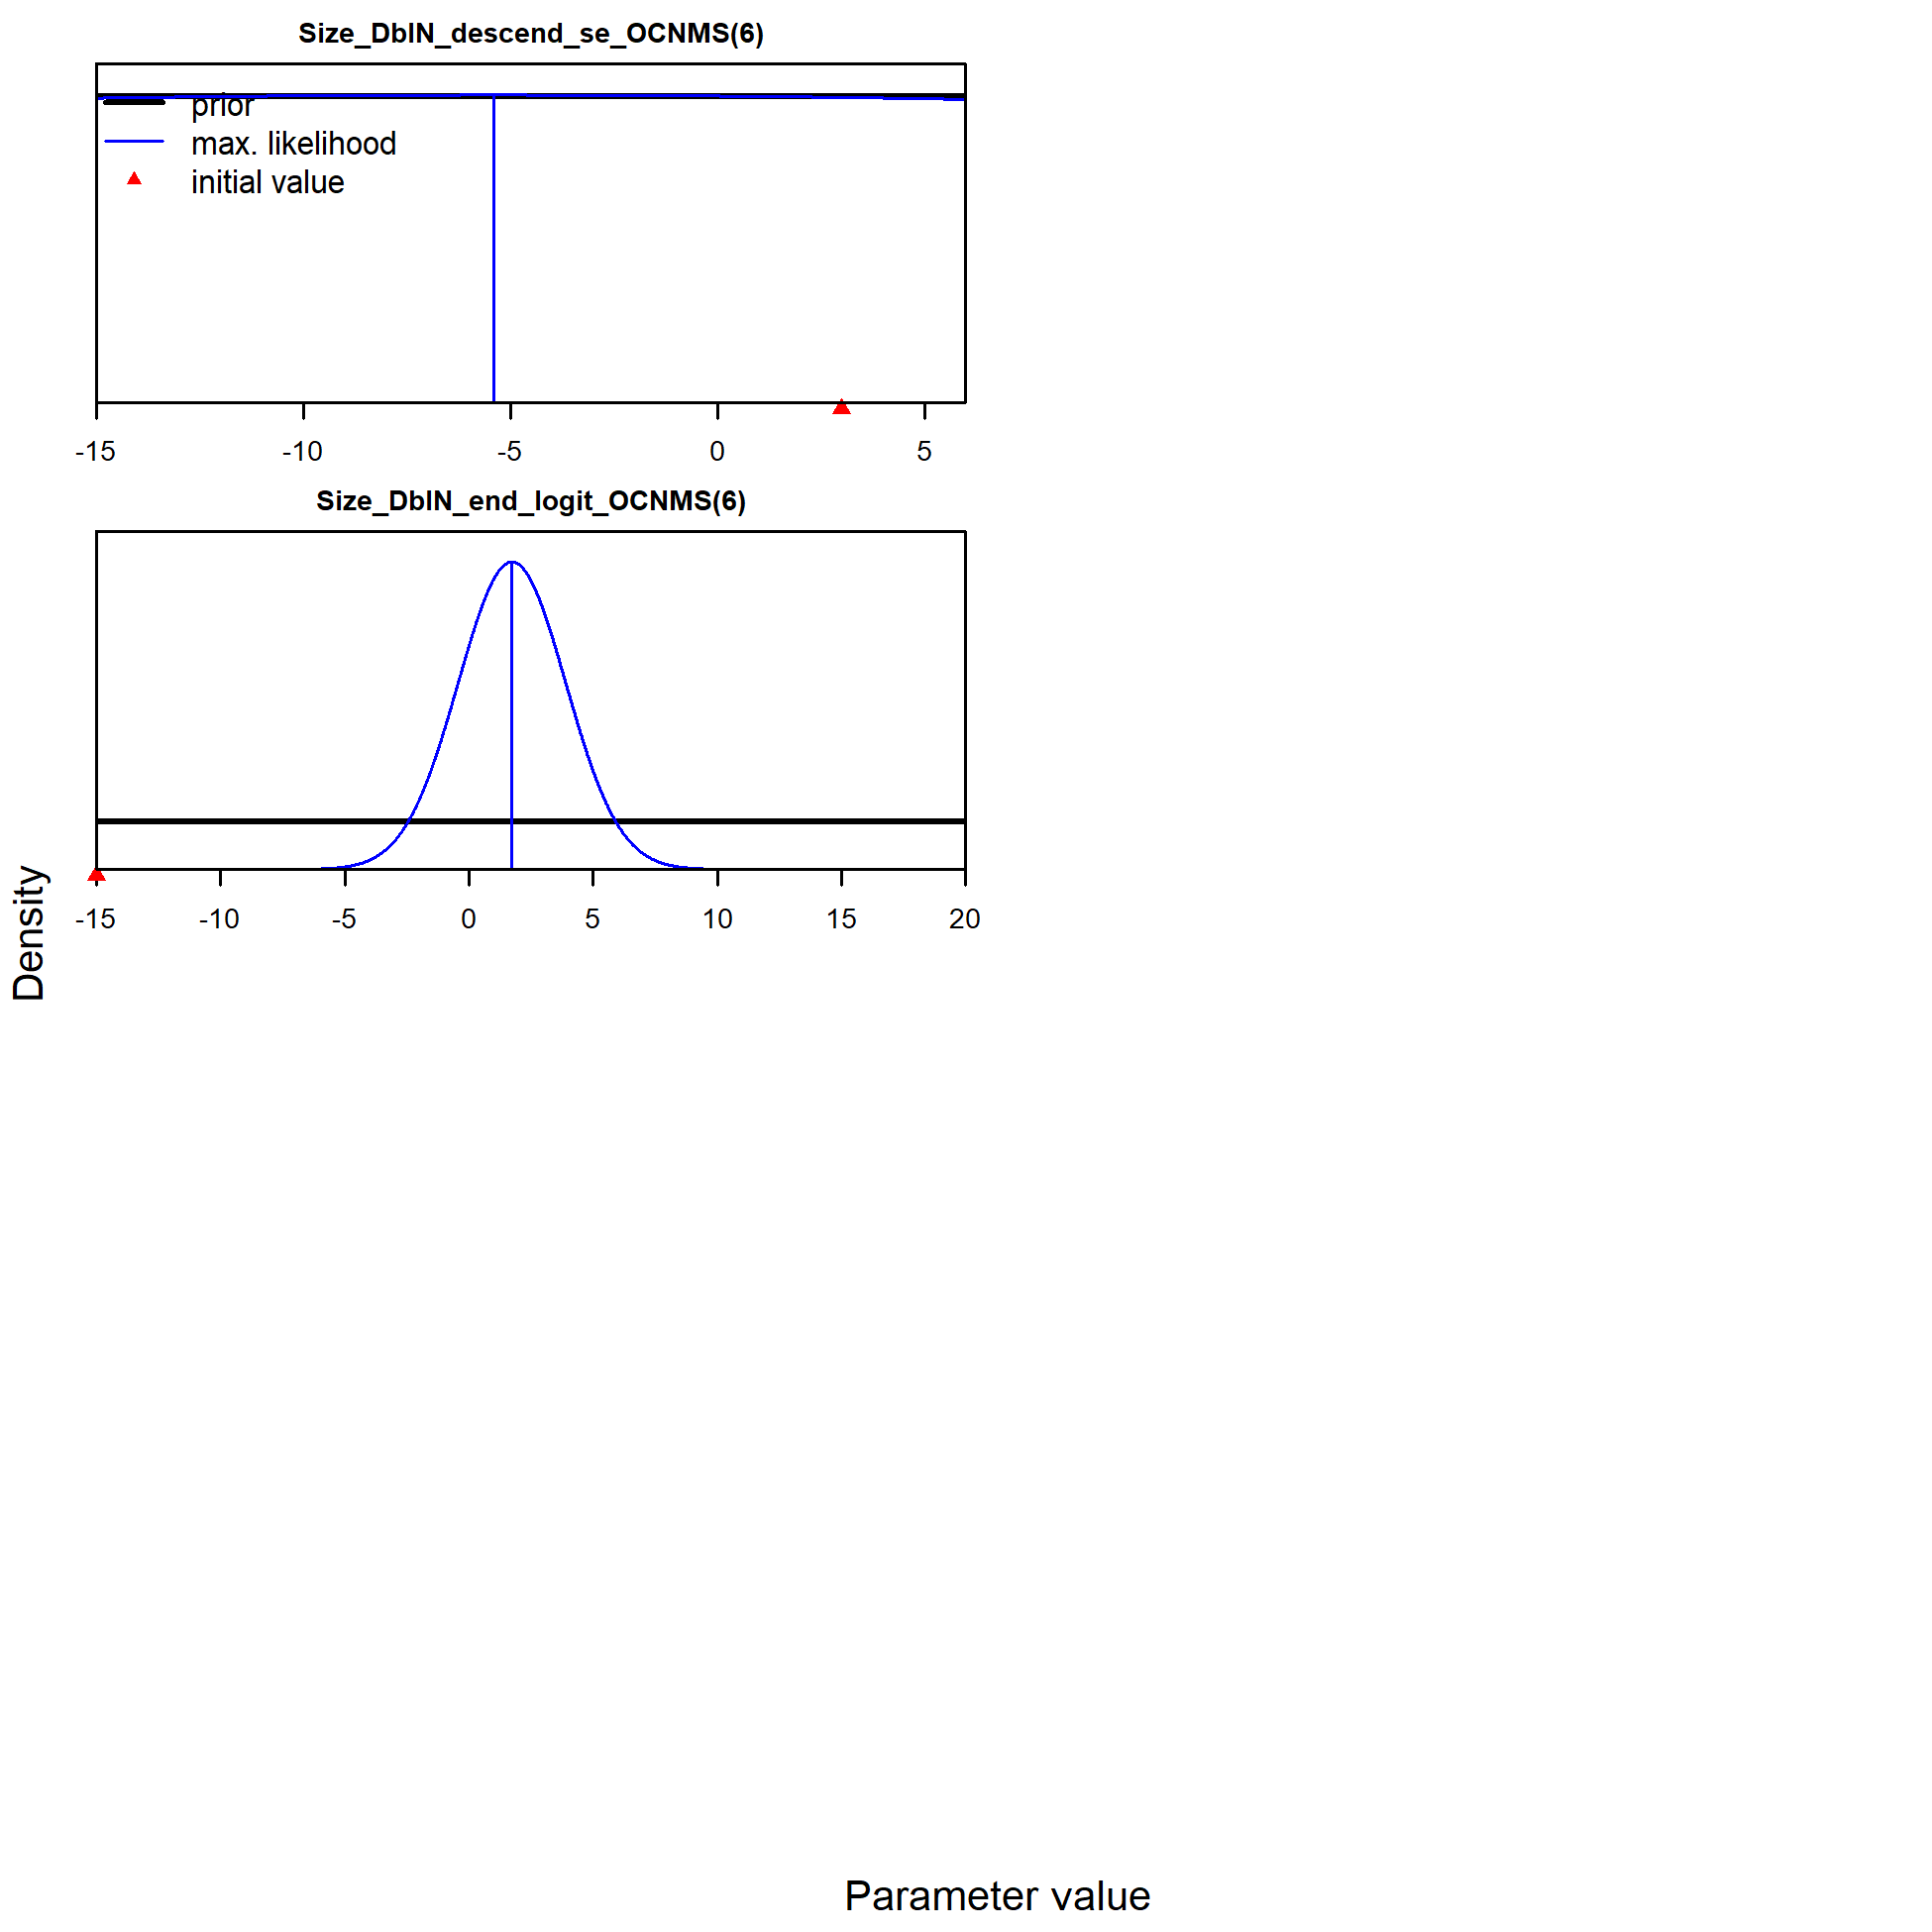 Size_DblN_descend_se_OCNMS(6)
prior
max. likelihood
initial value
-15 -10 -5 0 5
Size_DblN_end_logit_OCNMS(6)
-15 -10 -5 0 5 10 15 20
Density
Parameter value